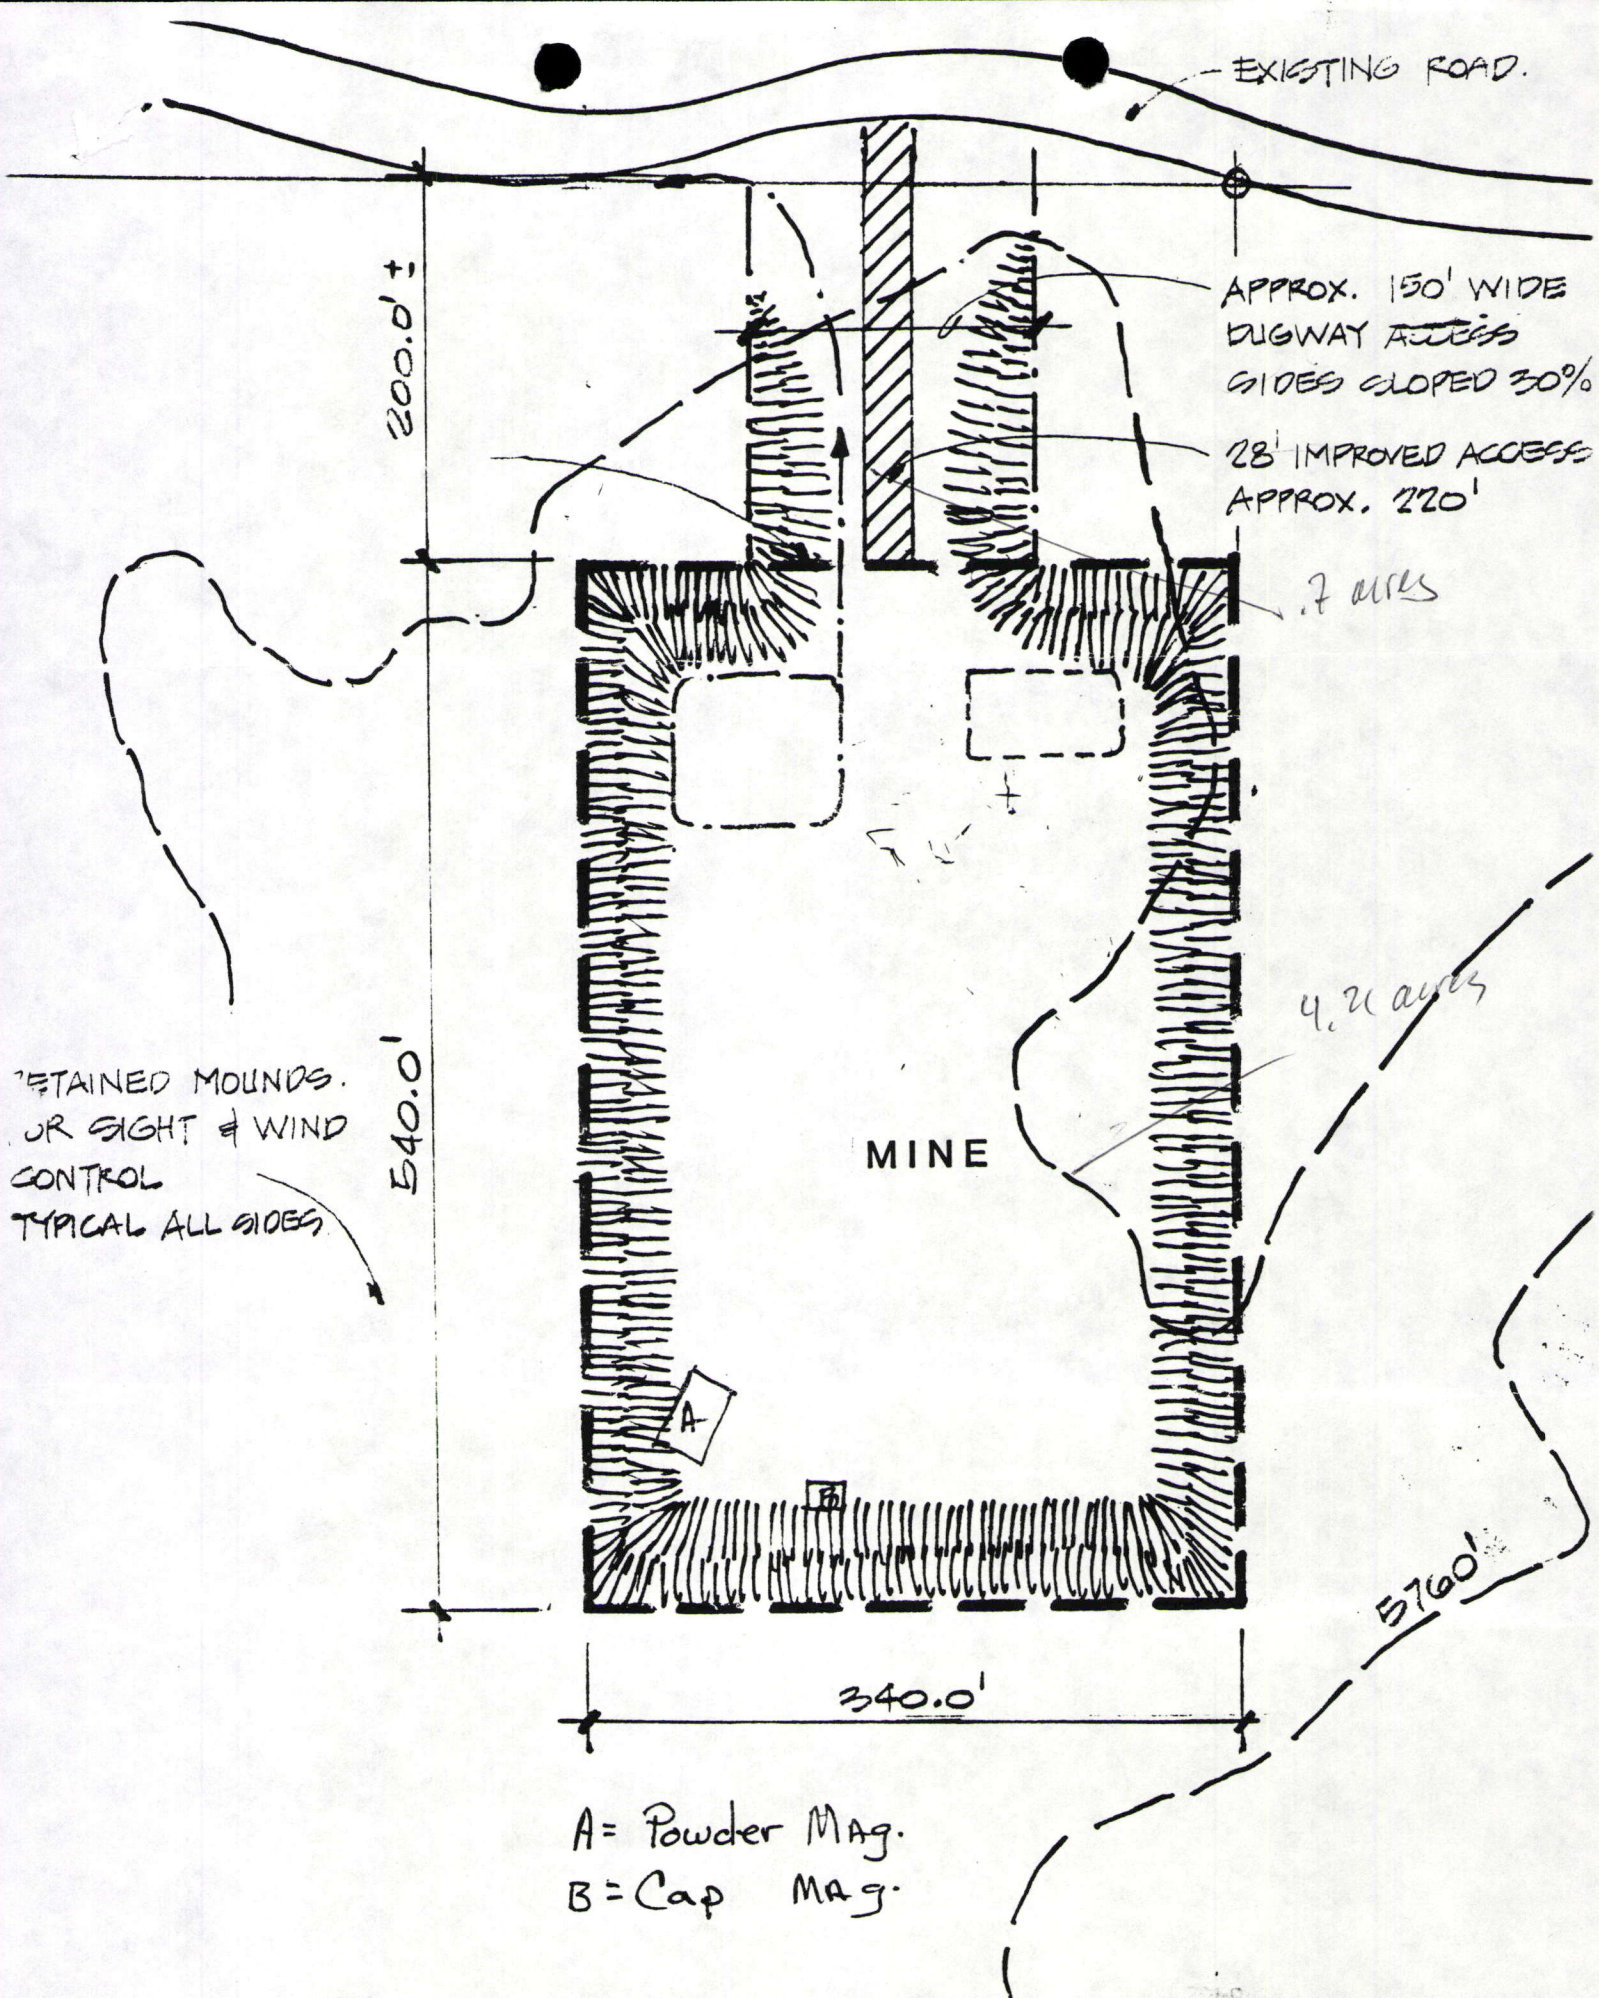 EXISTING ROAD.
200.0' ±
APPROX. 150' WIDE
DUGWAY ACCESS
SIDES SLOPED 30%
28' IMPROVED ACCESS
APPROX. 220'
.7 acres
acres
540.0'
ETAINED MOUNDS.
OR SIGHT & WIND
CONTROL
TYPICAL ALL SIDES
MINE
A
B
5760'
340.0'
A = Powder MAg.
B = Cap MAg.